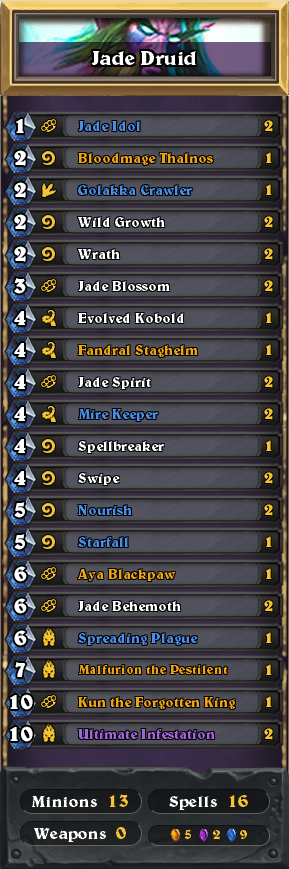 Jade Druid
1 Jade Idol 2
2 Bloodmage Thalnos 1
2 Golakka Crawler 1
2 Wild Growth 2
2 Wrath 2
3 Jade Blossom 2
4 Evolved Kobold 1
4 Fandral Staghelm 1
4 Jade Spirit 2
4 Mire Keeper 2
4 Spellbreaker 1
4 Swipe 2
5 Nourish 2
5 Starfall 1
6 Aya Blackpaw 1
6 Jade Behemoth 2
6 Spreading Plague 1
7 Malfurion the Pestilent 1
10 Kun the Forgotten King 1
10 Ultimate Infestation 2
Minions 13 Spells 16
Weapons 0 5 2 9